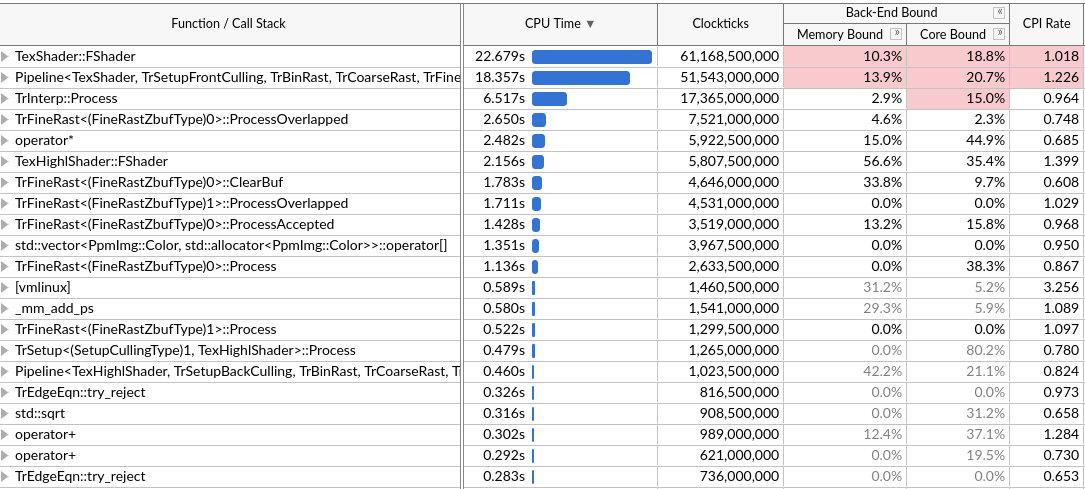 Function / Call Stack CPU Time ▼ Clockticks Back-End Bound « CPI Rate
Memory Bound » Core Bound »
TexShader::FShader 22.679s 61,168,500,000 10.3% 18.8% 1.018
Pipeline<TexShader, TrSetupFrontCulling, TrBinRast, TrCoarseRast, TrFine 18.357s 51,543,000,000 13.9% 20.7% 1.226
TrInterp::Process 6.517s 17,365,000,000 2.9% 15.0% 0.964
TrFineRast<(FineRastZbufType)0>::ProcessOverlapped 2.650s 7,521,000,000 4.6% 2.3% 0.748
operator* 2.482s 5,922,500,000 15.0% 44.9% 0.685
TexHighlShader::FShader 2.156s 5,807,500,000 56.6% 35.4% 1.399
TrFineRast<(FineRastZbufType)0>::ClearBuf 1.783s 4,646,000,000 33.8% 9.7% 0.608
TrFineRast<(FineRastZbufType)1>::ProcessOverlapped 1.711s 4,531,000,000 0.0% 0.0% 1.029
TrFineRast<(FineRastZbufType)0>::ProcessAccepted 1.428s 3,519,000,000 13.2% 15.8% 0.968
std::vector<PpmImg::Color, std::allocator<PpmImg::Color>>::operator[] 1.351s 3,967,500,000 0.0% 0.0% 0.950
TrFineRast<(FineRastZbufType)0>::Process 1.136s 2,633,500,000 0.0% 38.3% 0.867
[vmlinux] 0.589s 1,460,500,000 31.2% 5.2% 3.256
_mm_add_ps 0.580s 1,541,000,000 29.3% 5.9% 1.089
TrFineRast<(FineRastZbufType)1>::Process 0.522s 1,299,500,000 0.0% 0.0% 1.097
TrSetup<(SetupCullingType)1, TexHighlShader>::Process 0.479s 1,265,000,000 0.0% 80.2% 0.780
Pipeline<TexHighlShader, TrSetupBackCulling, TrBinRast, TrCoarseRast, T 0.460s 1,023,500,000 42.2% 21.1% 0.824
TrEdgeEqn::try_reject 0.326s 816,500,000 0.0% 0.0% 0.973
std::sqrt 0.316s 908,500,000 0.0% 31.2% 0.658
operator+ 0.302s 989,000,000 12.4% 37.1% 1.284
operator+ 0.292s 621,000,000 0.0% 19.5% 0.730
TrEdgeEqn::try_reject 0.283s 736,000,000 0.0% 0.0% 0.653